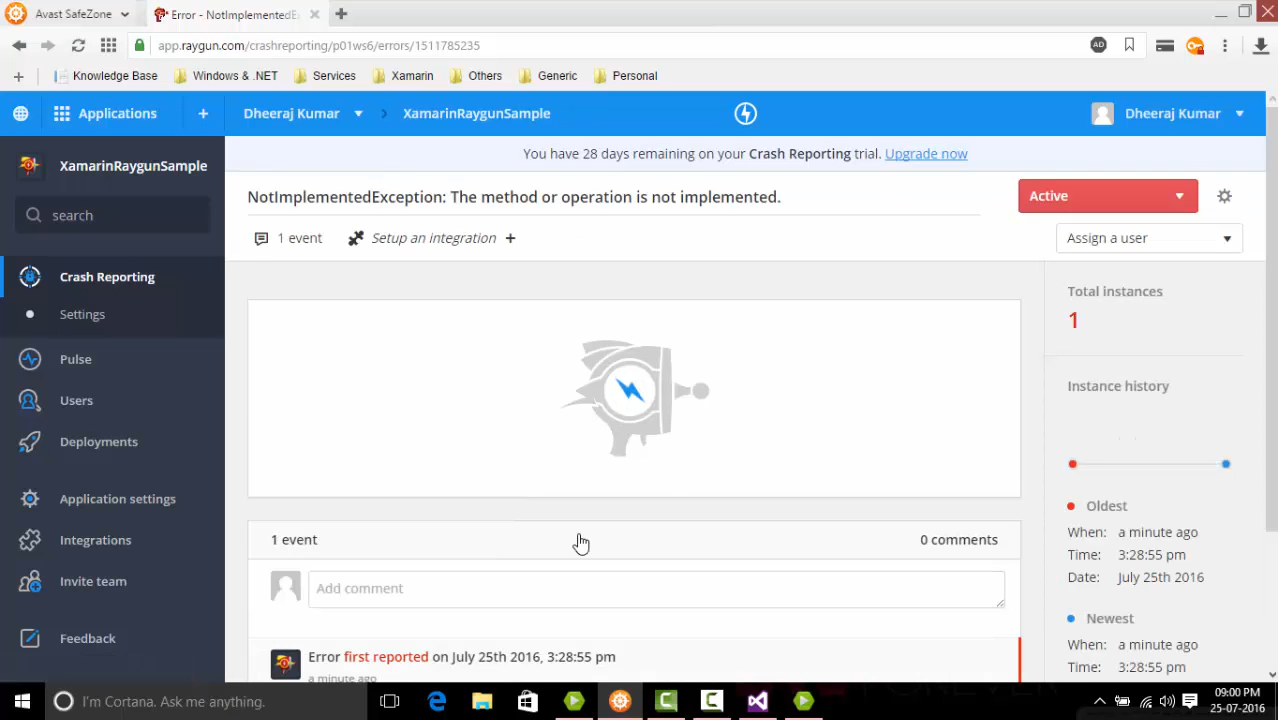 Avast SafeZone
Error - NotImplementedE
app.raygun.com/crashreporting/p01ws6/errors/1511785235
AD
Knowledge Base
Windows & .NET
Services
Xamarin
Others
Generic
Personal
Applications
+
Dheeraj Kumar
XamarinRaygunSample
Dheeraj Kumar
XamarinRaygunSample
You have 28 days remaining on your Crash Reporting trial. Upgrade now
search
NotImplementedException: The method or operation is not implemented.
Active
1 event
Setup an integration +
Assign a user
Crash Reporting
Settings
Pulse
Users
Deployments
Application settings
Integrations
Invite team
Feedback
Total instances
1
Instance history
Oldest
When: a minute ago
Time: 3:28:55 pm
Date: July 25th 2016
Newest
When: a minute ago
Time: 3:28:55 pm
1 event
0 comments
Add comment
Error first reported on July 25th 2016, 3:28:55 pm
a minute ago
I'm Cortana. Ask me anything.
09:00 PM
25-07-2016